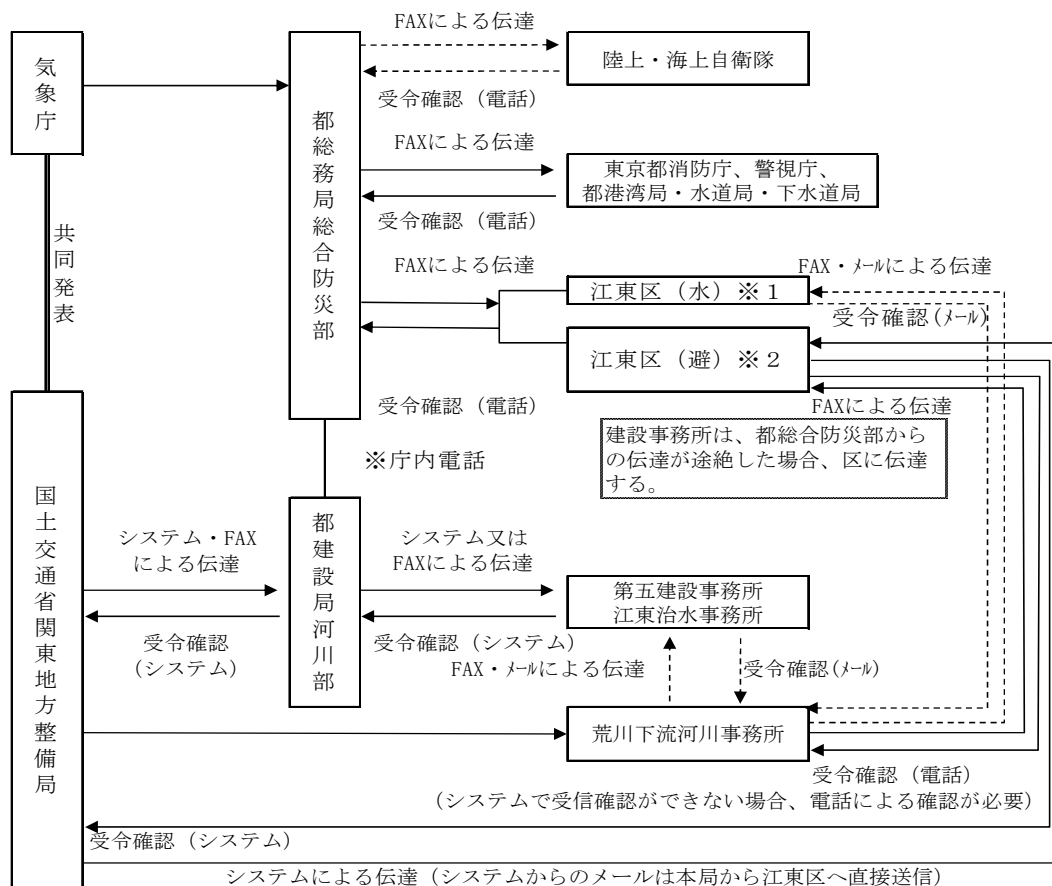 FAXによる伝達
気象庁
陸上・海上自衛隊
受令確認（電話）
都総務局総合防災部
FAXによる伝達
東京都消防庁、警視庁、
都港湾局・水道局・下水道局
受令確認（電話）
共同発表
FAXによる伝達
FAX・メールによる伝達
江東区（水）※１
受令確認(メール)
江東区（避）※２
受令確認（電話）
FAXによる伝達
建設事務所は、都総合防災部から
の伝達が途絶した場合、区に伝達
する。
※庁内電話
国土交通省関東地方整備局
都建設局河川部
システム・FAX
による伝達
システム又は
FAXによる伝達
第五建設事務所
江東治水事務所
受令確認
(システム)
受令確認（システム）
FAX・メールによる伝達
受令確認(メール)
荒川下流河川事務所
受令確認（電話）
（システムで受信確認ができない場合、電話による確認が必要）
受令確認（システム）
システムによる伝達（システムからのメールは本局から江東区へ直接送信）